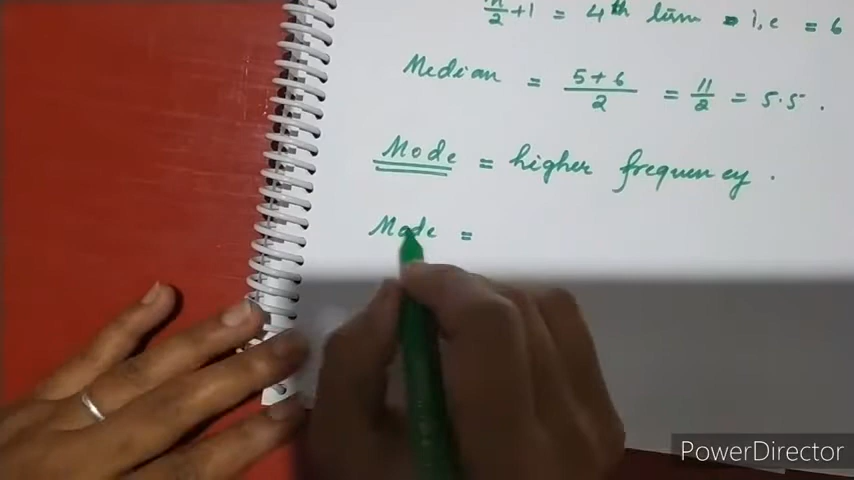 n/2 +1 = 4th term = i,e = 6
Median = 5+6/2 = 11/2 = 5.5.
Mode = higher frequency.
Mode =
PowerDirector